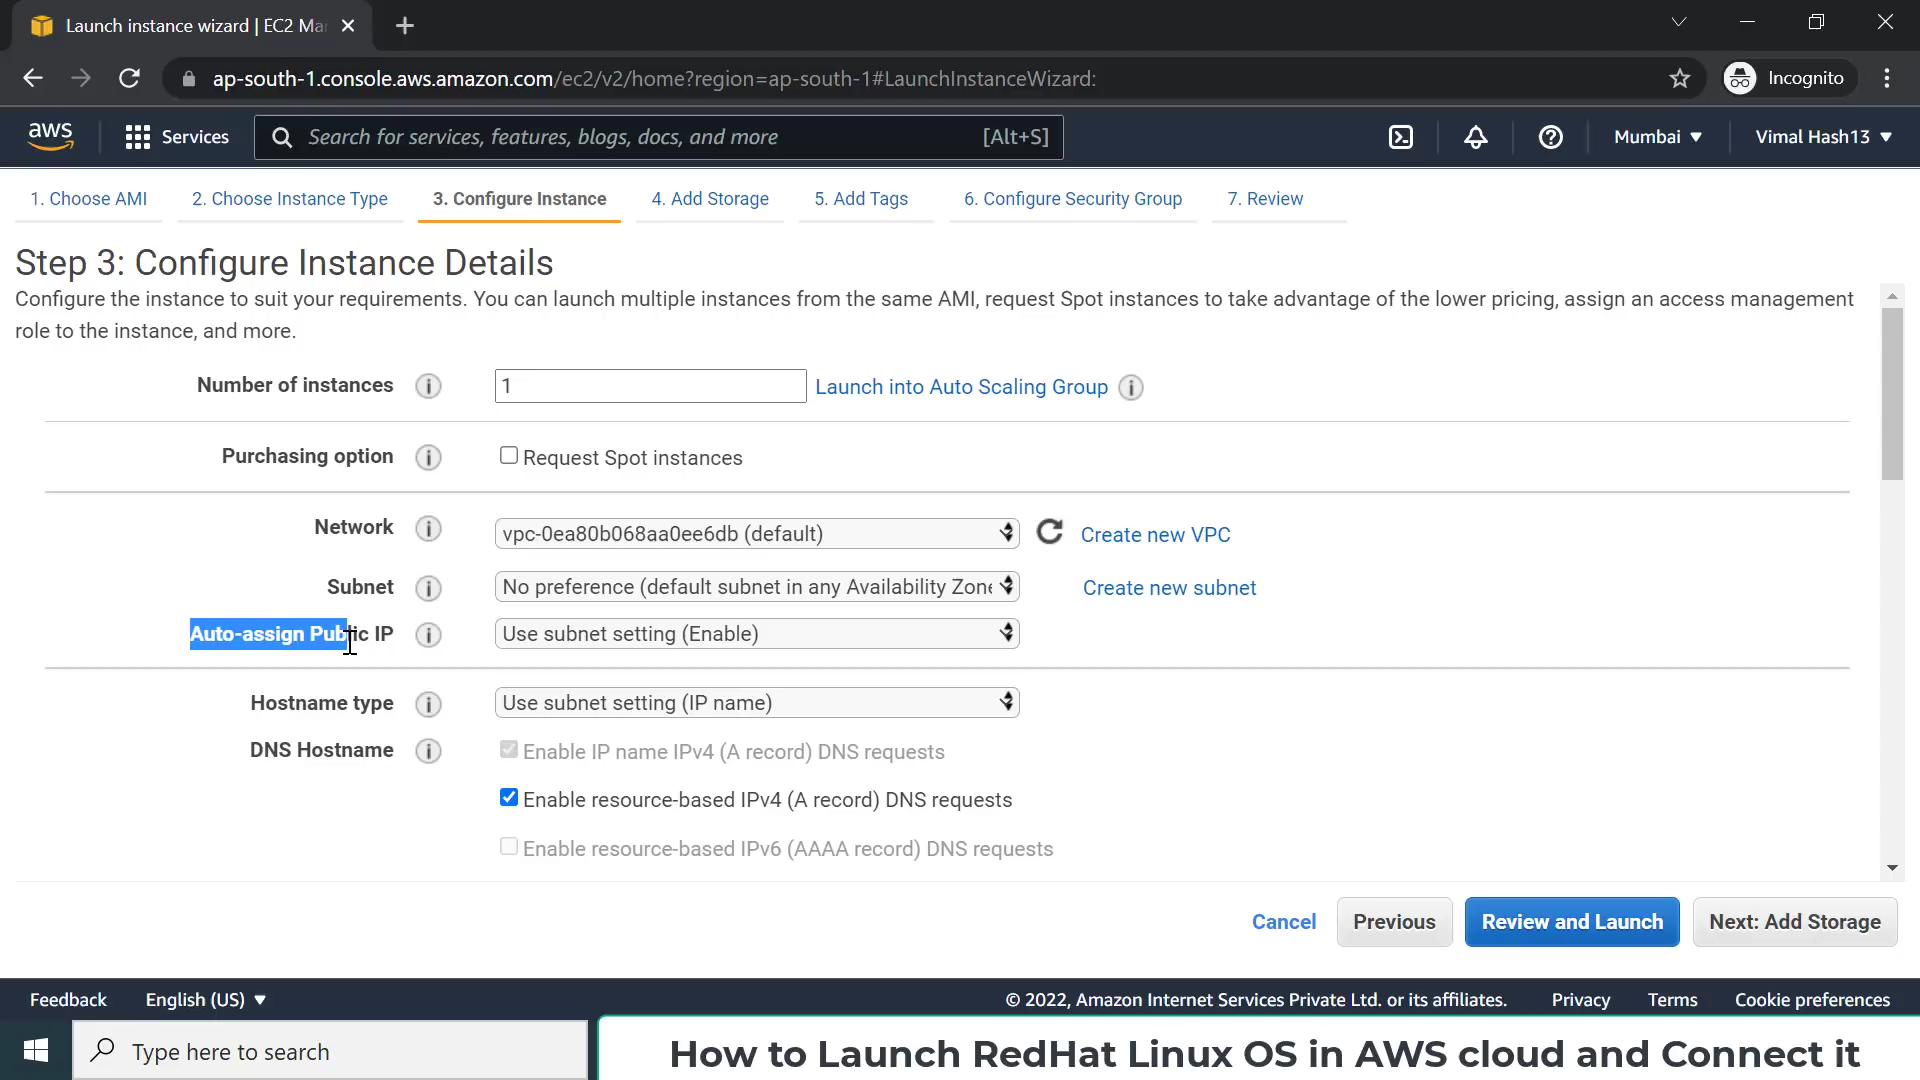 Launch instance wizard | EC2 Ma
ap-south-1.console.aws.amazon.com/ec2/v2/home?region=ap-south-1#LaunchInstanceWizard:
Incognito
aws
Services
Search for services, features, blogs, docs, and more
[Alt+S]
Mumbai
Vimal Hash13
1. Choose AMI
2. Choose Instance Type
3. Configure Instance
4. Add Storage
5. Add Tags
6. Configure Security Group
7. Review
Step 3: Configure Instance Details
Configure the instance to suit your requirements. You can launch multiple instances from the same AMI, request Spot instances to take advantage of the lower pricing, assign an access management
role to the instance, and more.
Number of instances
1
Launch into Auto Scaling Group
Purchasing option
Request Spot instances
Network
vpc-0ea80b068aa0ee6db (default)
Create new VPC
Subnet
No preference (default subnet in any Availability Zone
Create new subnet
Auto-assign Public IP
Use subnet setting (Enable)
Hostname type
Use subnet setting (IP name)
DNS Hostname
Enable IP name IPv4 (A record) DNS requests
Enable resource-based IPv4 (A record) DNS requests
Enable resource-based IPv6 (AAAA record) DNS requests
Cancel
Previous
Review and Launch
Next: Add Storage
Feedback
English (US)
© 2022, Amazon Internet Services Private Ltd. or its affiliates.
Privacy
Terms
Cookie preferences
Type here to search
How to Launch RedHat Linux OS in AWS cloud and Connect it